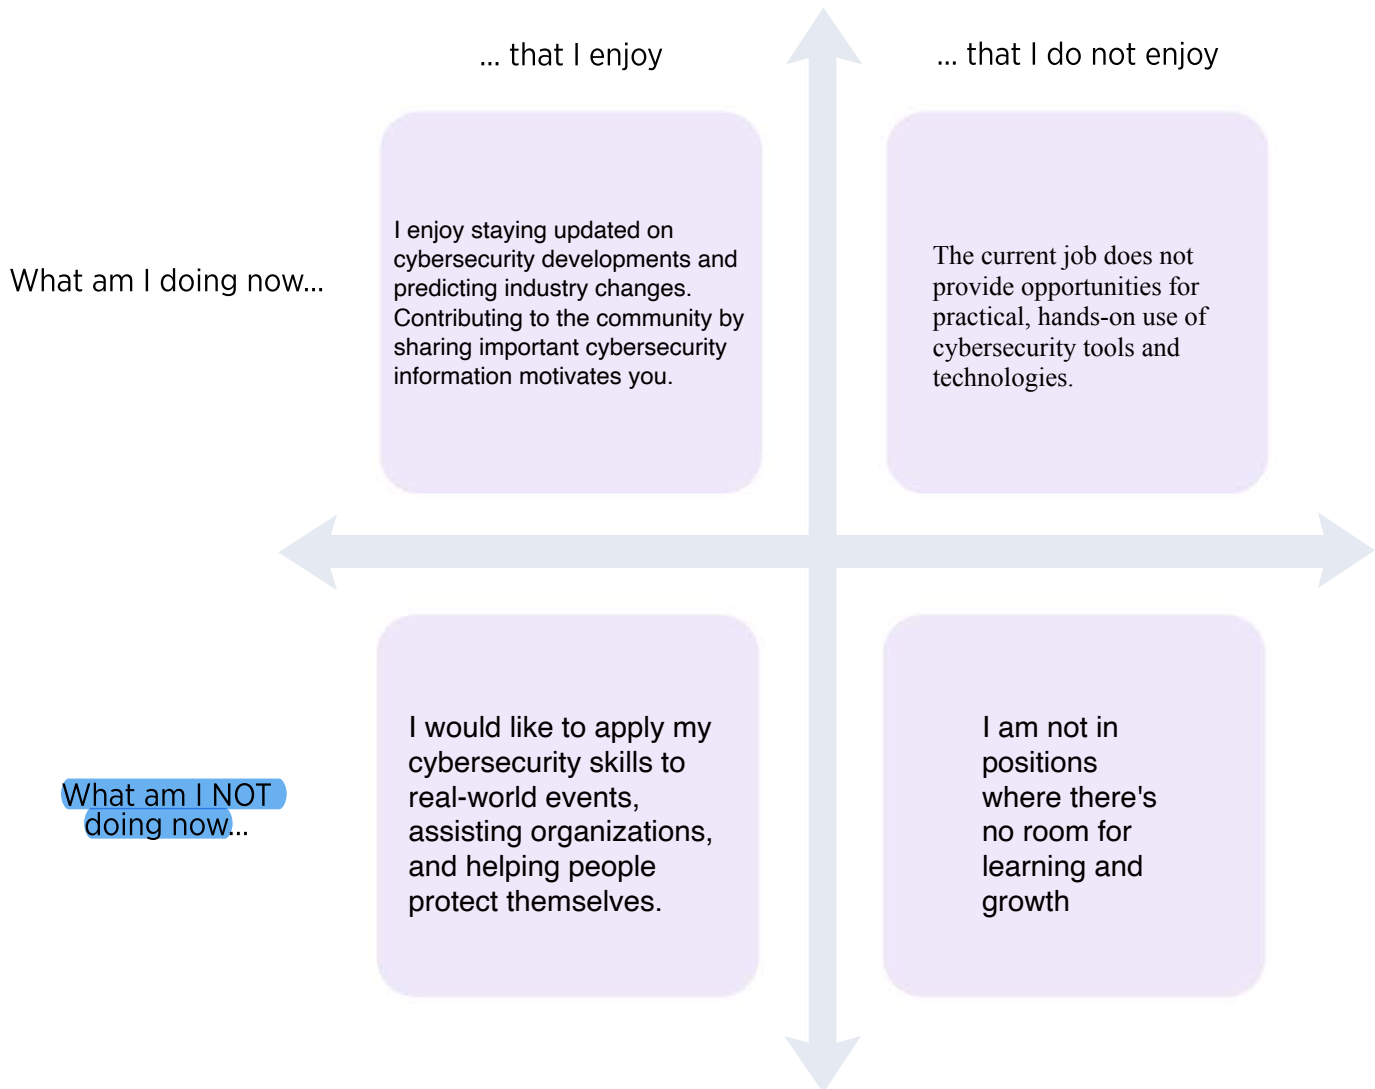 ... that I enjoy
... that I do not enjoy
What am I doing now...
I enjoy staying updated on
cybersecurity developments and
predicting industry changes.
Contributing to the community by
sharing important cybersecurity
information motivates you.
The current job does not
provide opportunities for
practical, hands-on use of
cybersecurity tools and
technologies.
What am I NOT
doing now...
I would like to apply my
cybersecurity skills to
real-world events,
assisting organizations,
and helping people
protect themselves.
I am not in
positions
where there's
no room for
learning and
growth